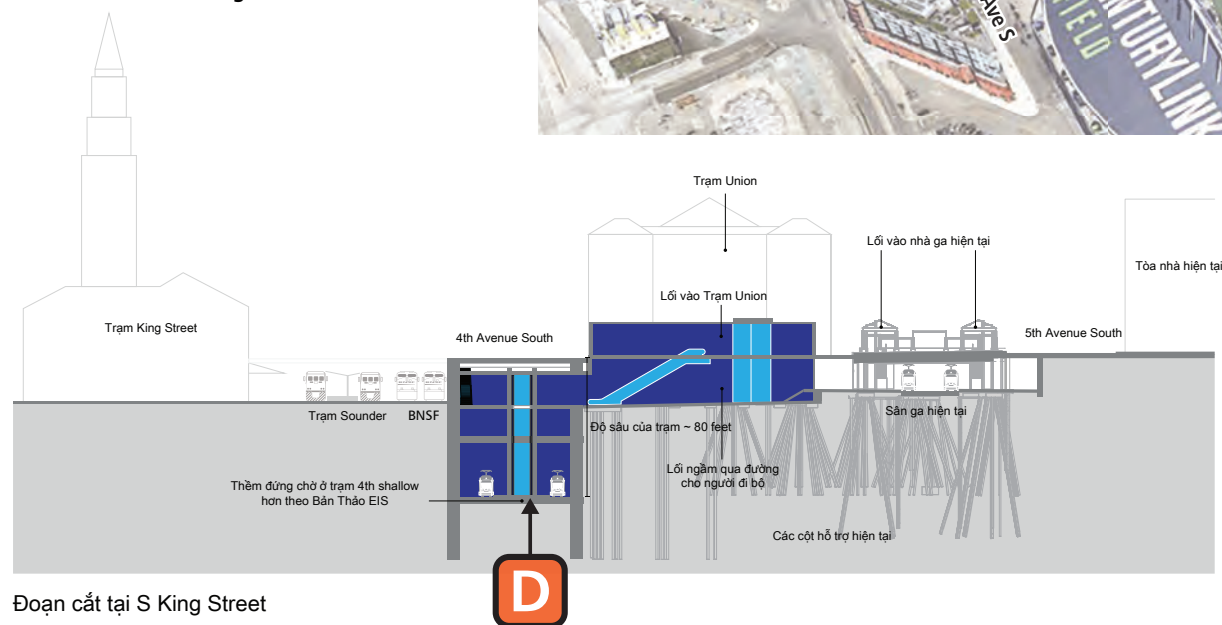 Ave S
CENTURYLINK
FIELD
Trạm Union
Lối vào nhà ga hiện tại
Tòa nhà hiện tại
Lối vào Trạm Union
Trạm King Street
4th Avenue South
5th Avenue South
Trạm Sounder
BNSF
Sân ga hiện tại
Độ sâu của trạm ~ 80 feet
Lối ngầm qua đường
cho người đi bộ
Thềm đứng chờ ở trạm 4th shallow
hơn theo Bản Thảo EIS
Các cột hỗ trợ hiện tại
D
Đoạn cắt tại S King Street